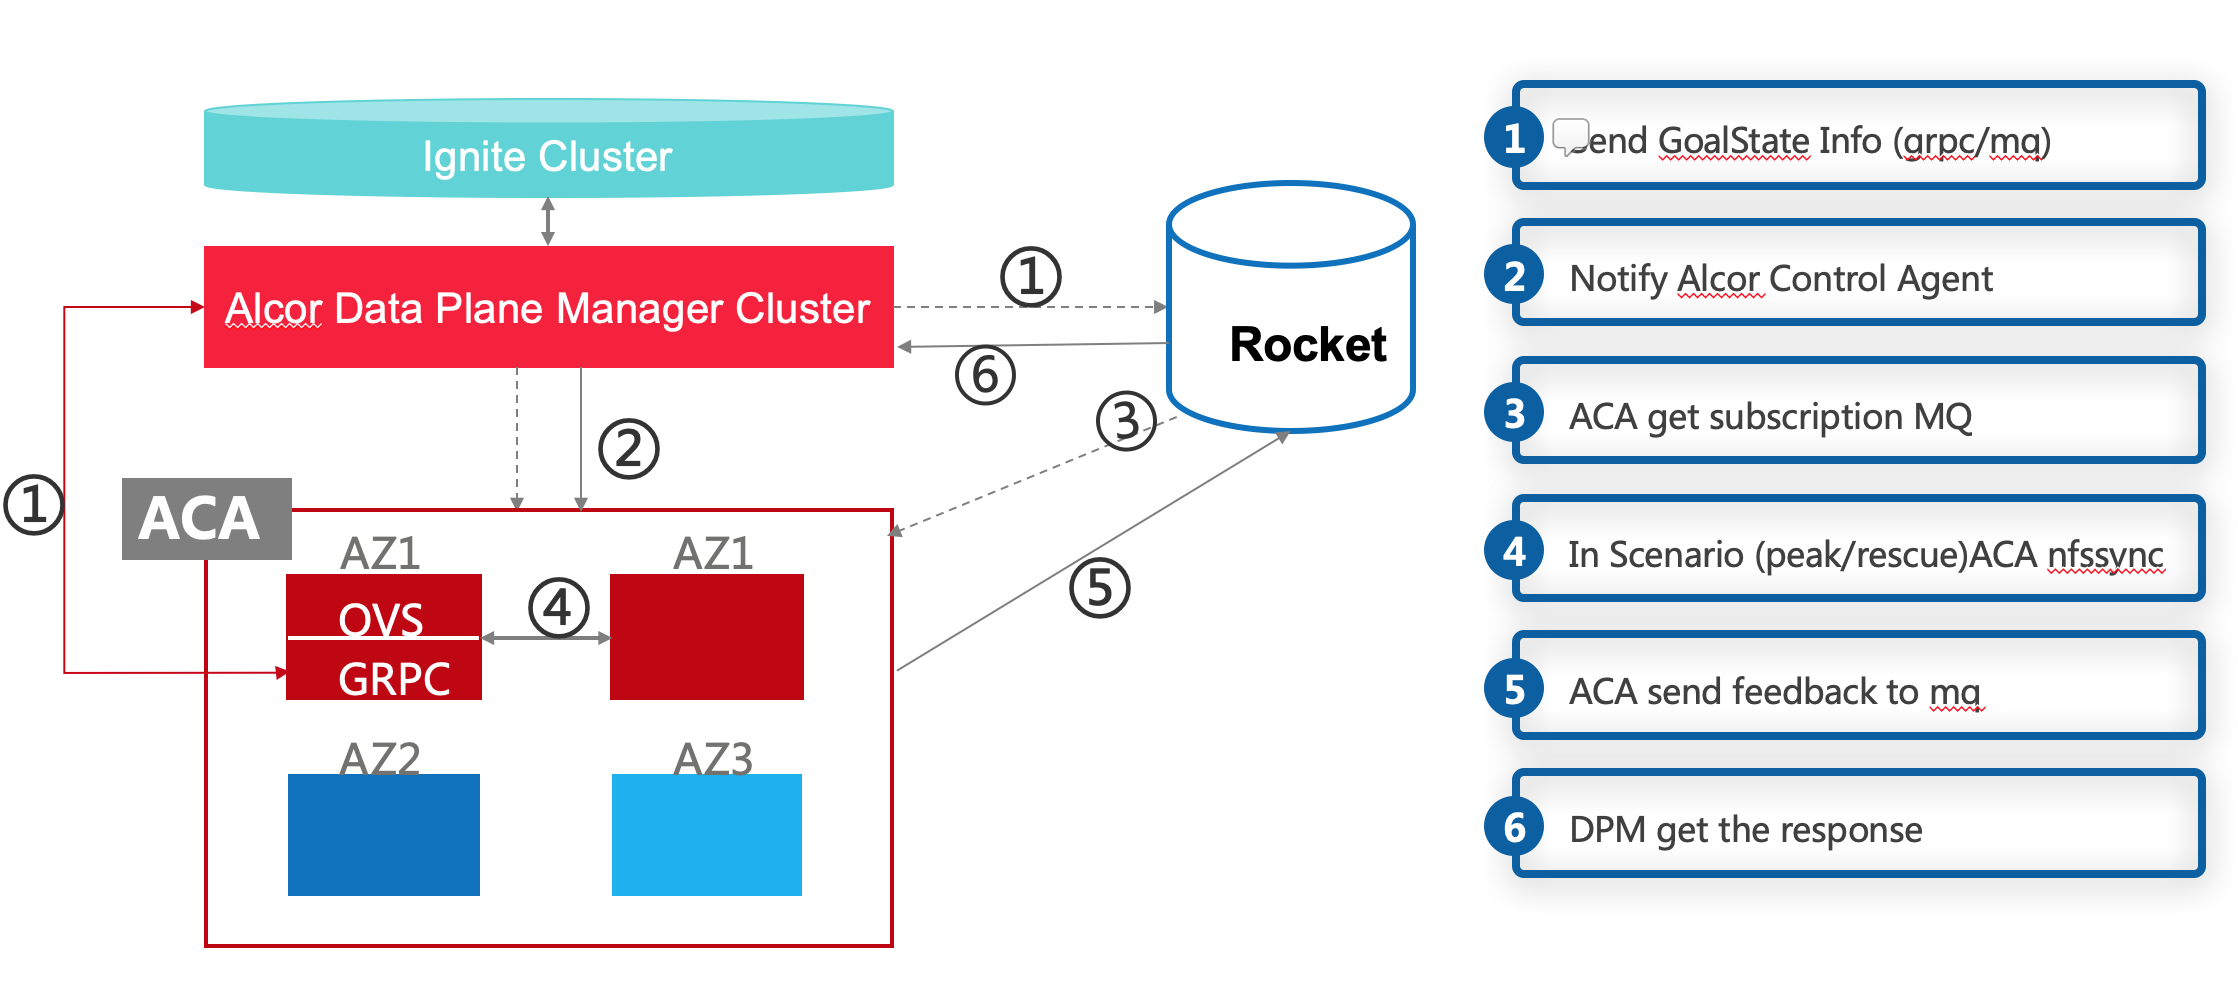 Ignite Cluster
Alcor Data Plane Manager Cluster
①
⑥
Rocket
③
②
①
ACA
AZ1
AZ1
OVS
GRPC
④
⑤
AZ2
AZ3
1 end GoalState Info (grpc/mq)
2 Notify Alcor Control Agent
3 ACA get subscription MQ
4 In Scenario (peak/rescue)ACA nfssync
5 ACA send feedback to mq
6 DPM get the response